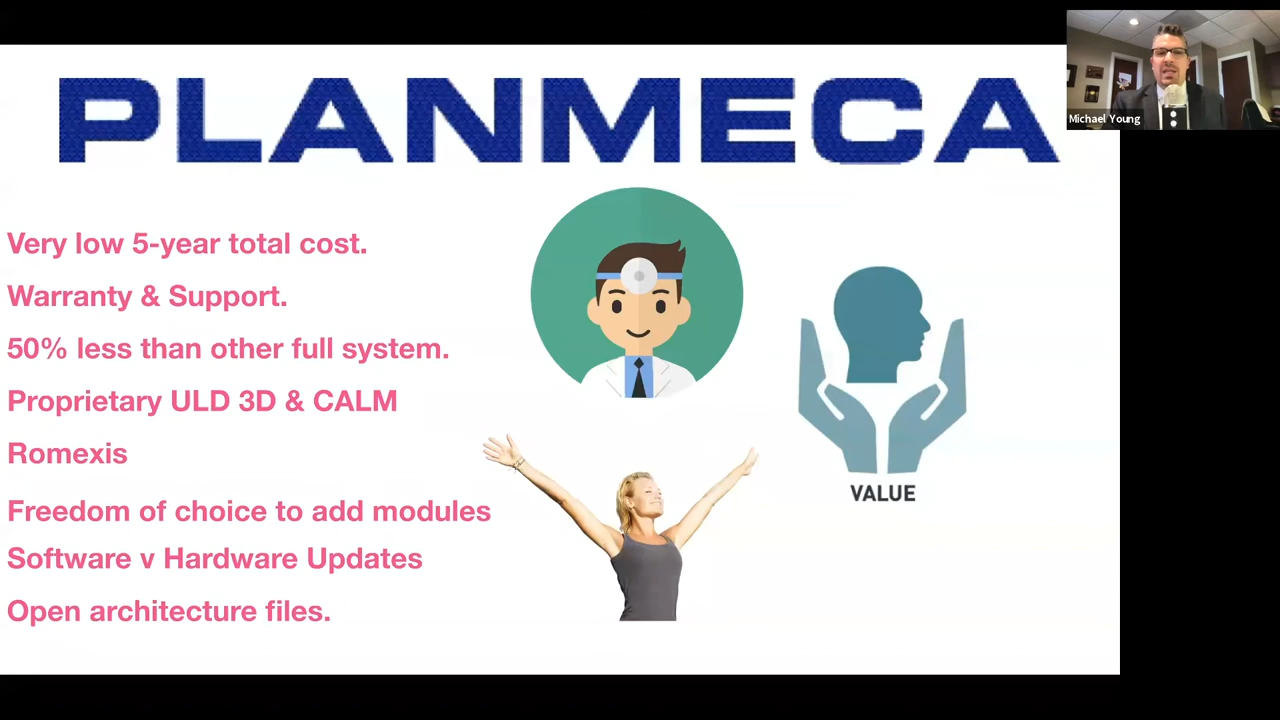 PLANMECA
Michael Young
Very low 5-year total cost.
Warranty & Support.
50% less than other full system.
Proprietary ULD 3D & CALM
Romexis
Freedom of choice to add modules
Software v Hardware Updates
Open architecture files.
VALUE